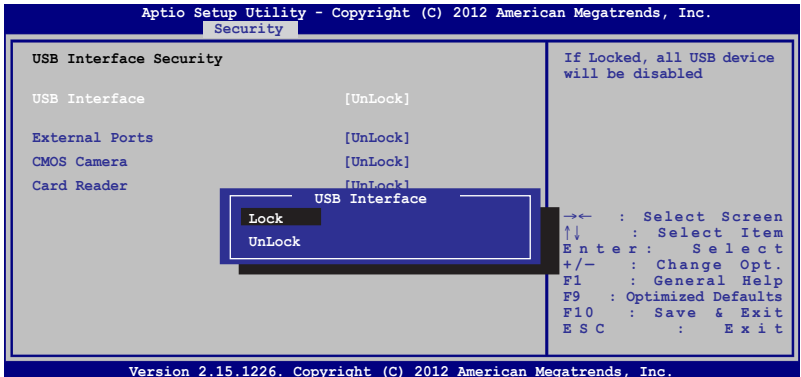 Aptio Setup Utility - Copyright (C) 2012 American Megatrends, Inc.
Security
USB Interface Security
USB Interface [UnLock]
External Ports [UnLock]
CMOS Camera [UnLock]
Card Reader [UnLock]
USB Interface
Lock
UnLock
If Locked, all USB device
will be disabled
→← : Select Screen
↑↓ : Select Item
Enter: Select
+/— : Change Opt.
F1 : General Help
F9 : Optimized Defaults
F10 : Save & Exit
ESC : Exit
Version 2.15.1226. Copyright (C) 2012 American Megatrends, Inc.